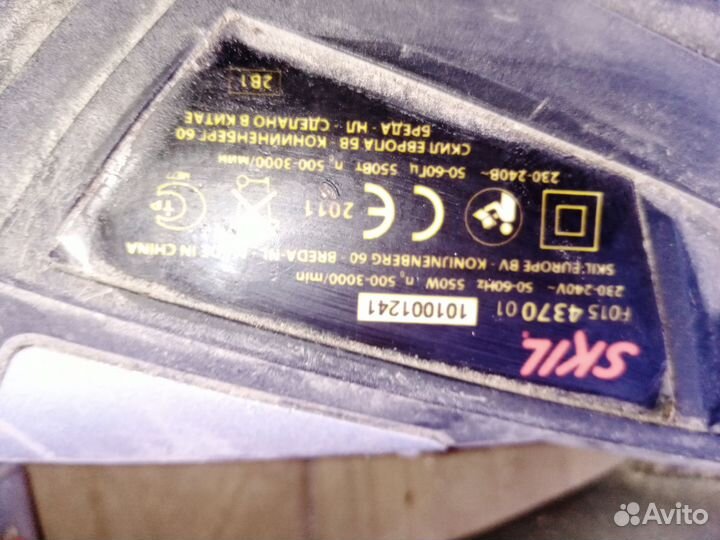 SKIL
F015 4370 01 101001241
230-240V~ 50-60Hz 550W n₀ 500-3000/min
SKIL EUROPE BV - KONIJNENBERG 60 - BREDA-NL - MADE IN CHINA
CE 2011
230-240В~ 50-60Гц 550Вт n₀ 500-3000/мин
СКИЛ ЕВРОПА БВ - КОНИЙНЕНБЕРГ 60
БРЕДА - НЛ - СДЕЛАНО В КИТАЕ
2B1
Avito